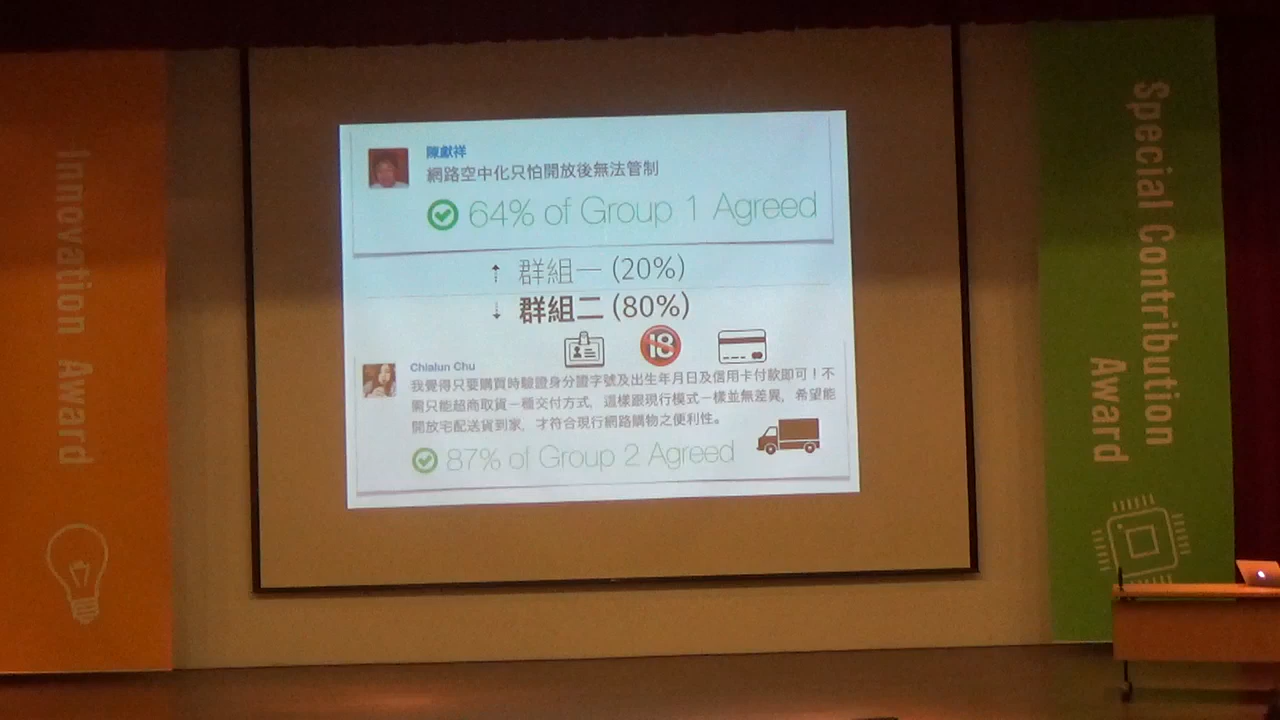 Innovation Award
陳獻祥
網路空中化只怕開放後無法管制
64% of Group 1 Agreed
群組一 (20%)
群組二 (80%)
18
Chialun Chu
我覺得只要購買時驗證身分證字號及出生年月日及信用卡付款即可！不
需只能超商取貨一種交付方式，這樣跟現行模式一樣並無差異，希望能
開放宅配送貨到家，才符合現行網路購物之便利性。
87% of Group 2 Agreed
Special Contribution
Award